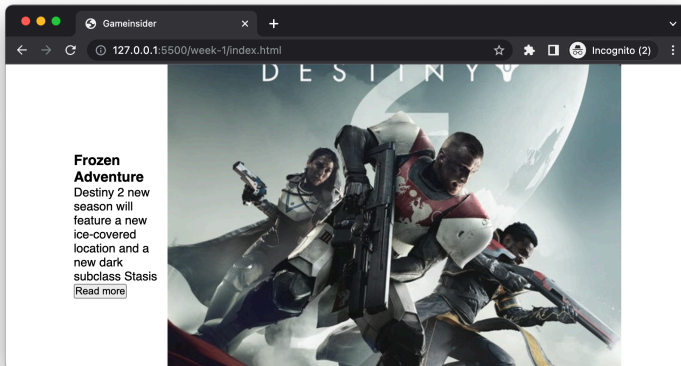 Gameinsider
127.0.0.1:5500/week-1/index.html
Incognito (2)
DESTINY
2
Frozen
Adventure
Destiny 2 new
season will
feature a new
ice-covered
location and a
new dark
subclass Stasis
Read more